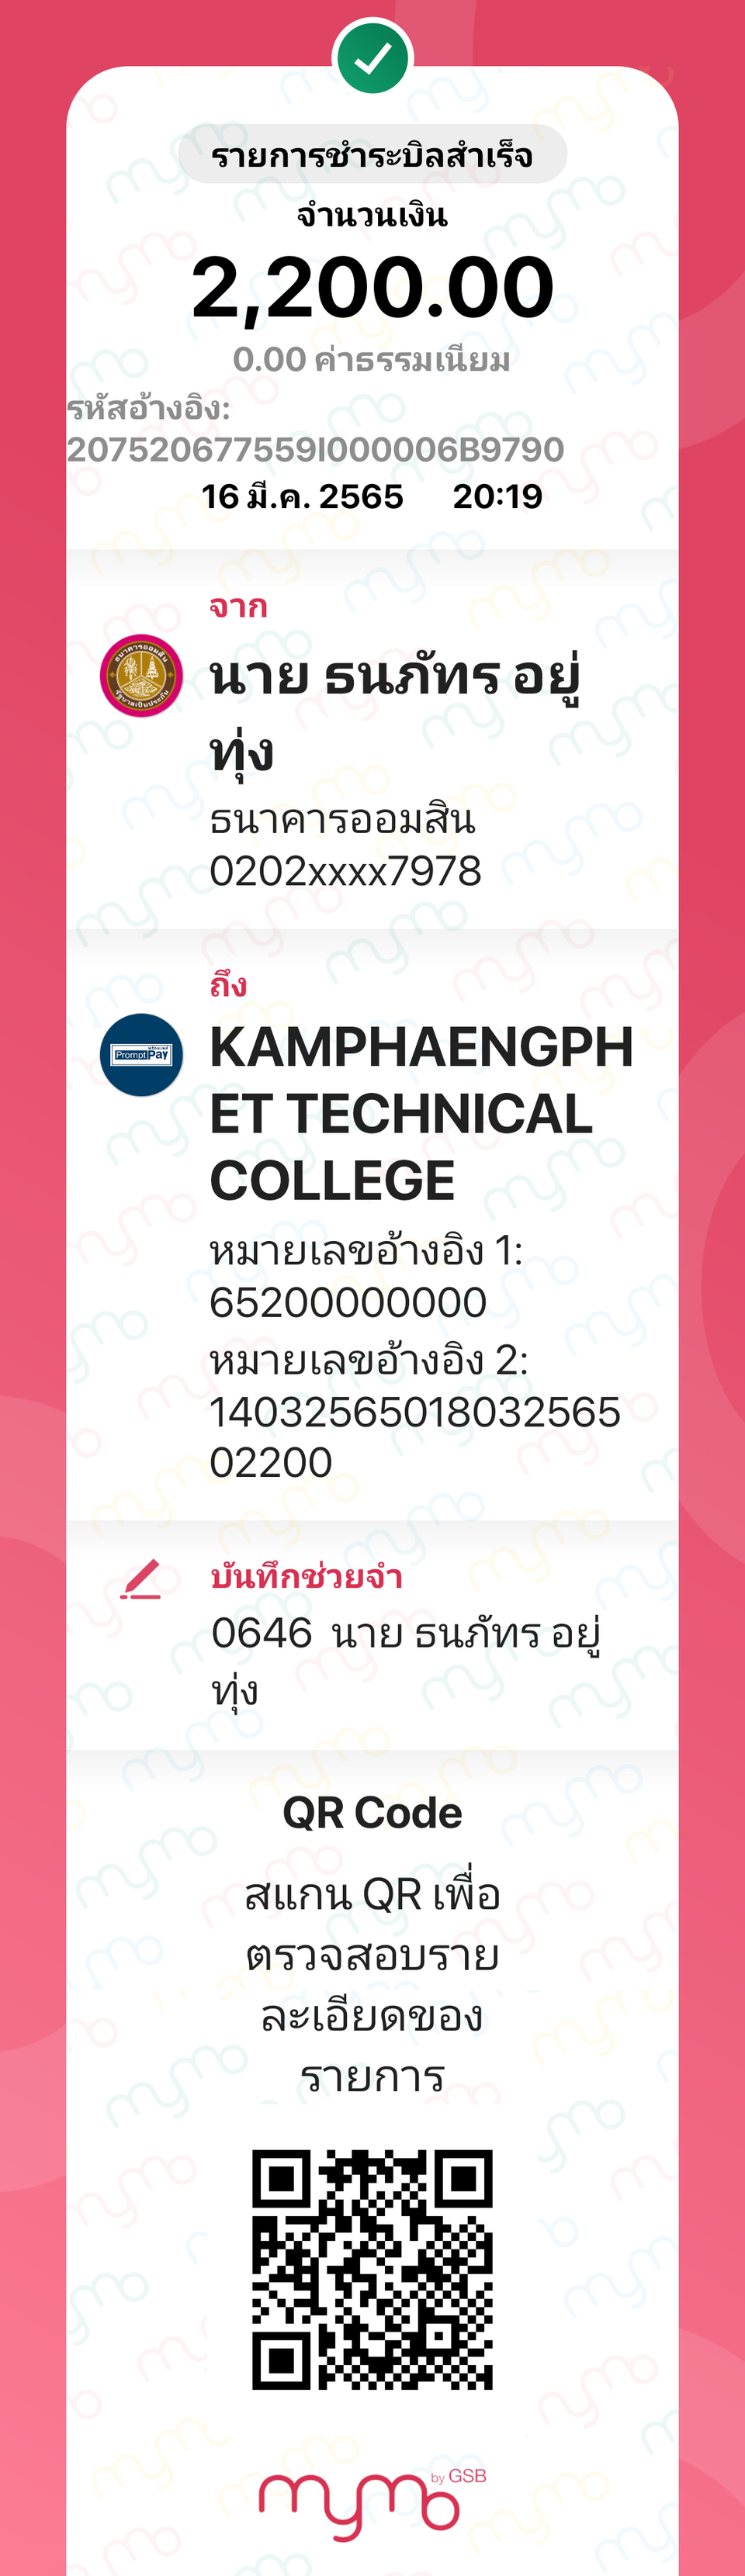 รายการชำระบิลสำเร็จ
จำนวนเงิน
2,200.00
0.00 ค่าธรรมเนียม
รหัสอ้างอิง:
207520677559I000006B9790
16 มี.ค. 2565 20:19
จาก
นาย ธนภัทร อยู่
ทุ่ง
ธนาคารออมสิน
0202xxxx7978
ถึง
PromptPay
KAMPHAENGPH
ET TECHNICAL
COLLEGE
หมายเลขอ้างอิง 1:
65200000000
หมายเลขอ้างอิง 2:
14032565018032565
02200
บันทึกช่วยจำ
0646 นาย ธนภัทร อยู่
ทุ่ง
QR Code
สแกน QR เพื่อ
ตรวจสอบราย
ละเอียดของ
รายการ
mymo by GSB